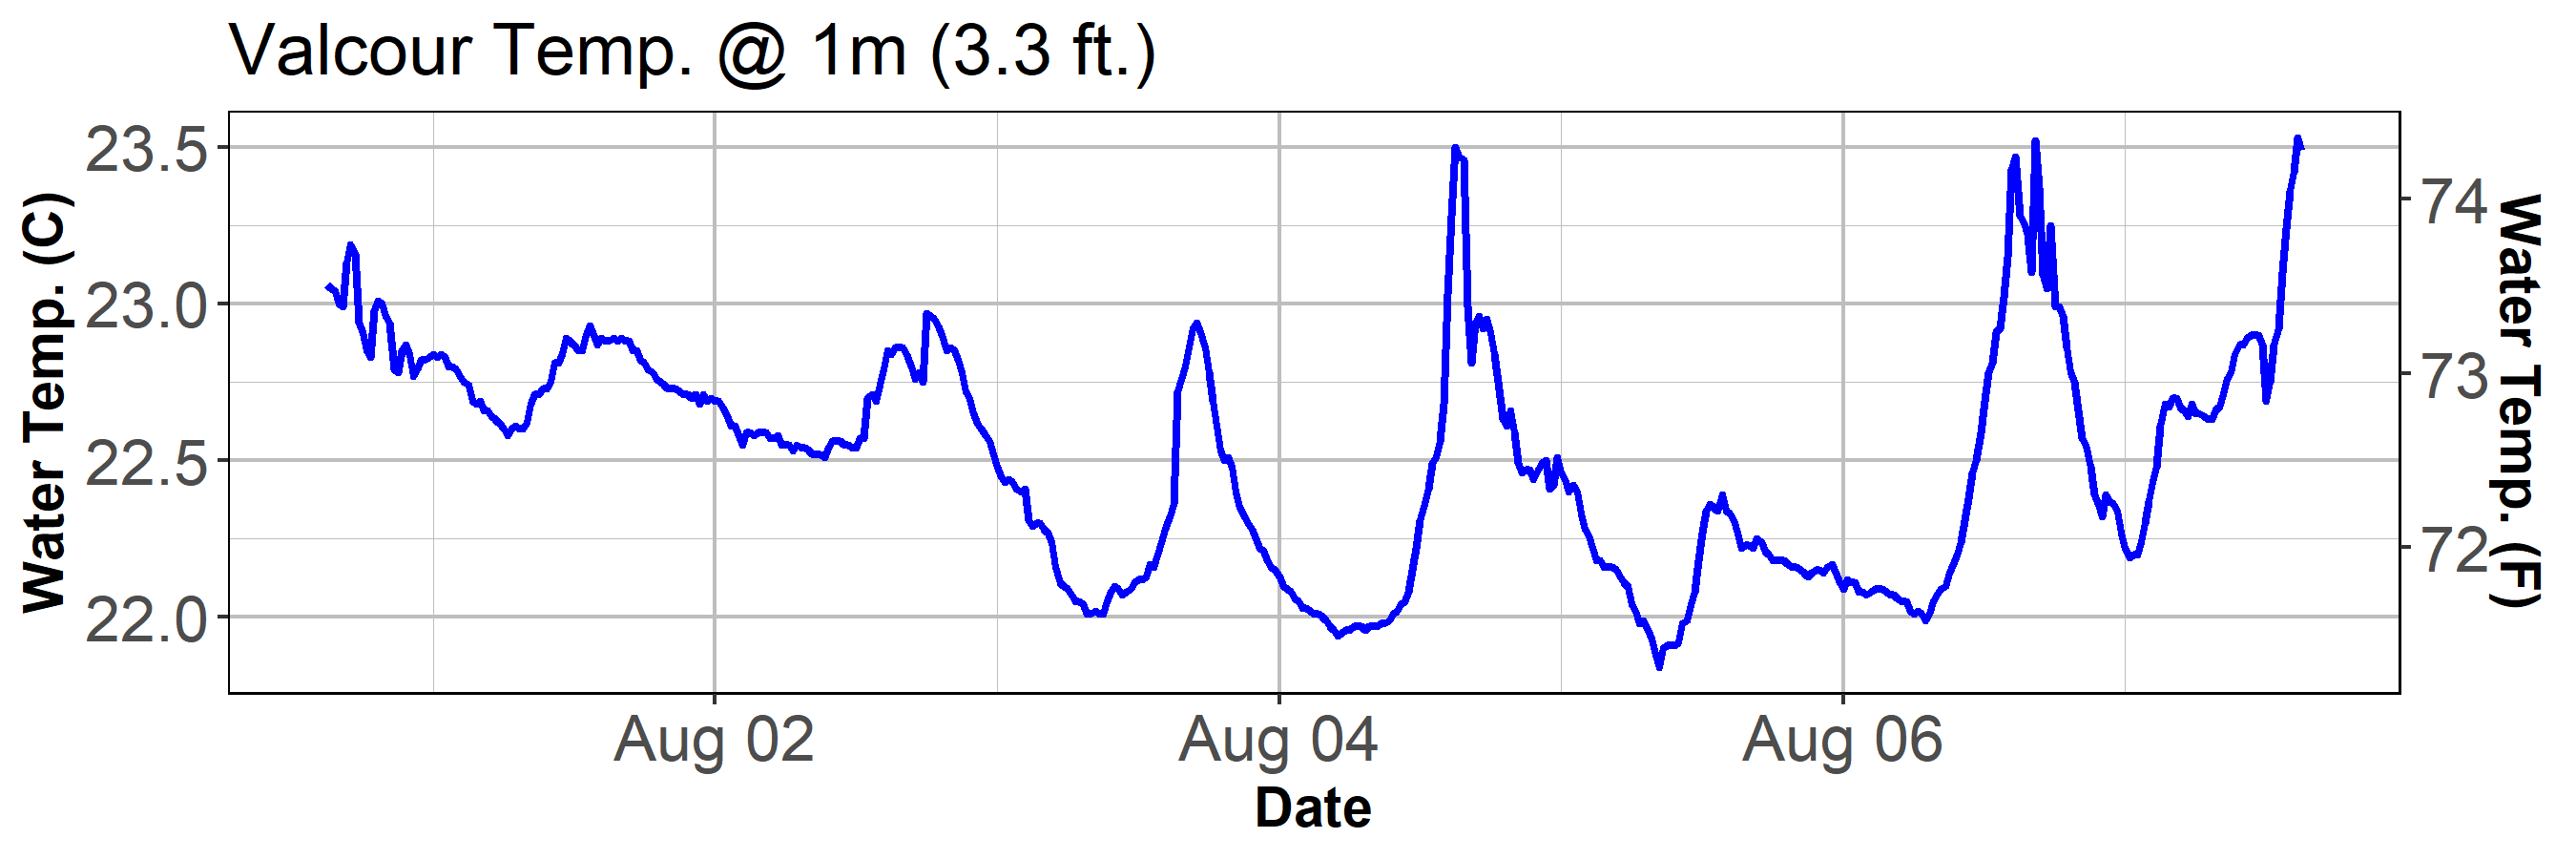 Valcour Temp. @ 1m (3.3 ft.)
23.5
23.0
22.5
22.0
Water Temp. (C)
74
73
72
Water Temp. (F)
Aug 02
Aug 04
Aug 06
Date